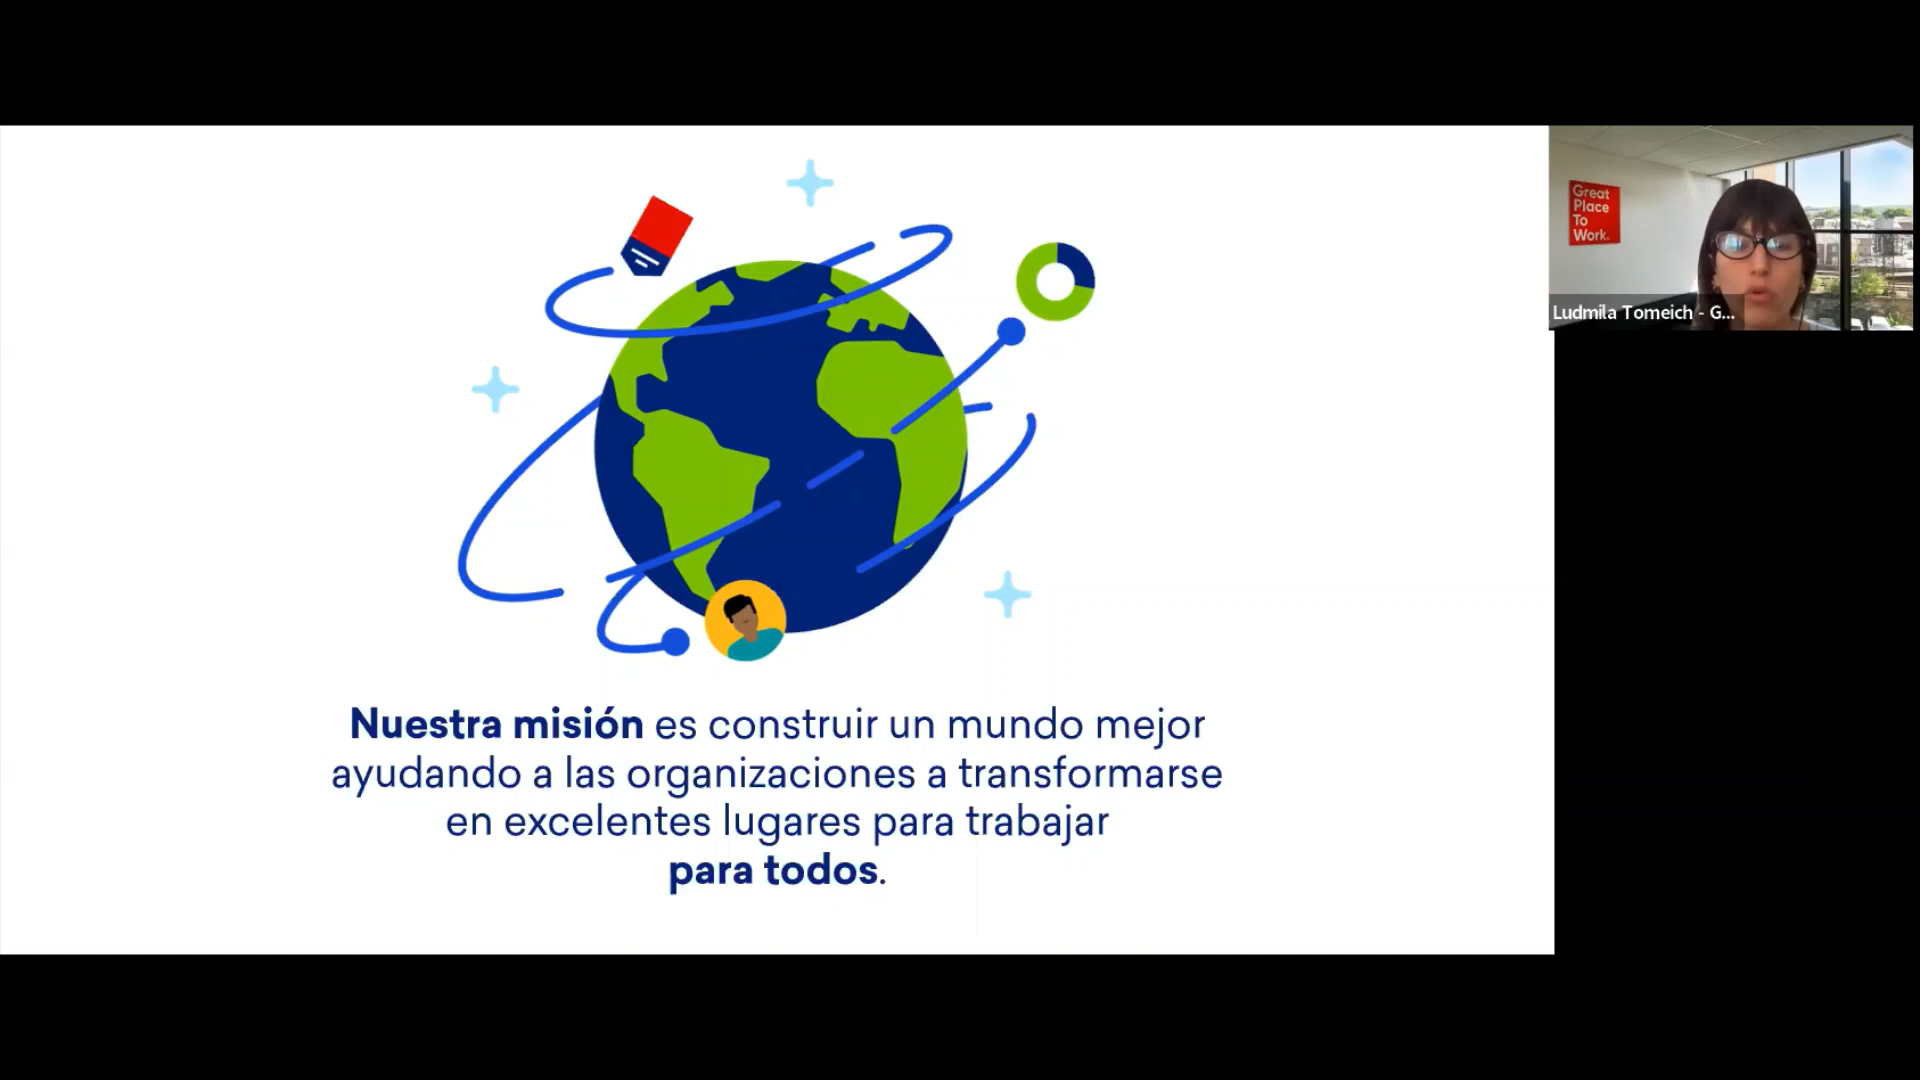 Nuestra misión es construir un mundo mejor
ayudando a las organizaciones a transformarse
en excelentes lugares para trabajar
para todos.
Great
Place
To
Work.
Ludmila Tomeich - G...